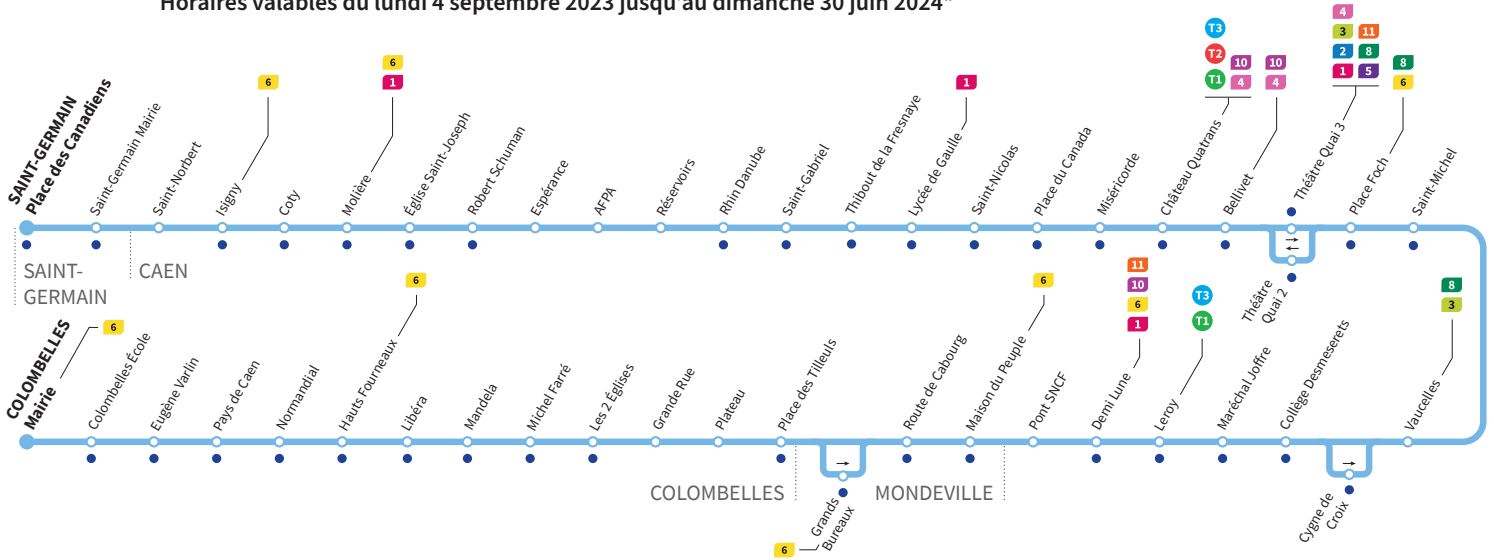 Horaires valables du lundi 4 septembre 2023 jusqu'au dimanche 30 juin 2024*
SAINT-GERMAIN
Place des Canadiens
Saint-Germain Mairie
Saint-Norbert
Isigny
6
Coty
Molière
6
1
Église Saint-Joseph
Robert Schuman
Espérance
AFPA
Réservoirs
Rhin Danube
Saint-Gabriel
Thibout de la Fresnaye
Lycée de Gaulle
1
Saint-Nicolas
Place du Canada
Miséricorde
Château Quatrans
T3
T2
T1
10
4
Bellivet
10
4
Théâtre Quai 3
4
3 11
2 8
1 5
Place Foch
8
6
Saint-Michel
SAINT-
GERMAIN
CAEN
Théâtre
Quai 2
COLOMBELLES
Mairie
6
Colombelles École
Eugène Varlin
Pays de Caen
Normandial
Hauts Fourneaux
6
Libéra
Mandela
Michel Farré
Les 2 Églises
Grande Rue
Plateau
Place des Tilleuls
Grands
Bureaux
6
Route de Cabourg
Maison du Peuple
6
Pont SNCF
Demi Lune
11
10
6
1
Leroy
T3
T1
Maréchal Joffre
Collège Desmeserets
Cygne de
Croix
Vaucelles
8
3
COLOMBELLES
MONDEVILLE